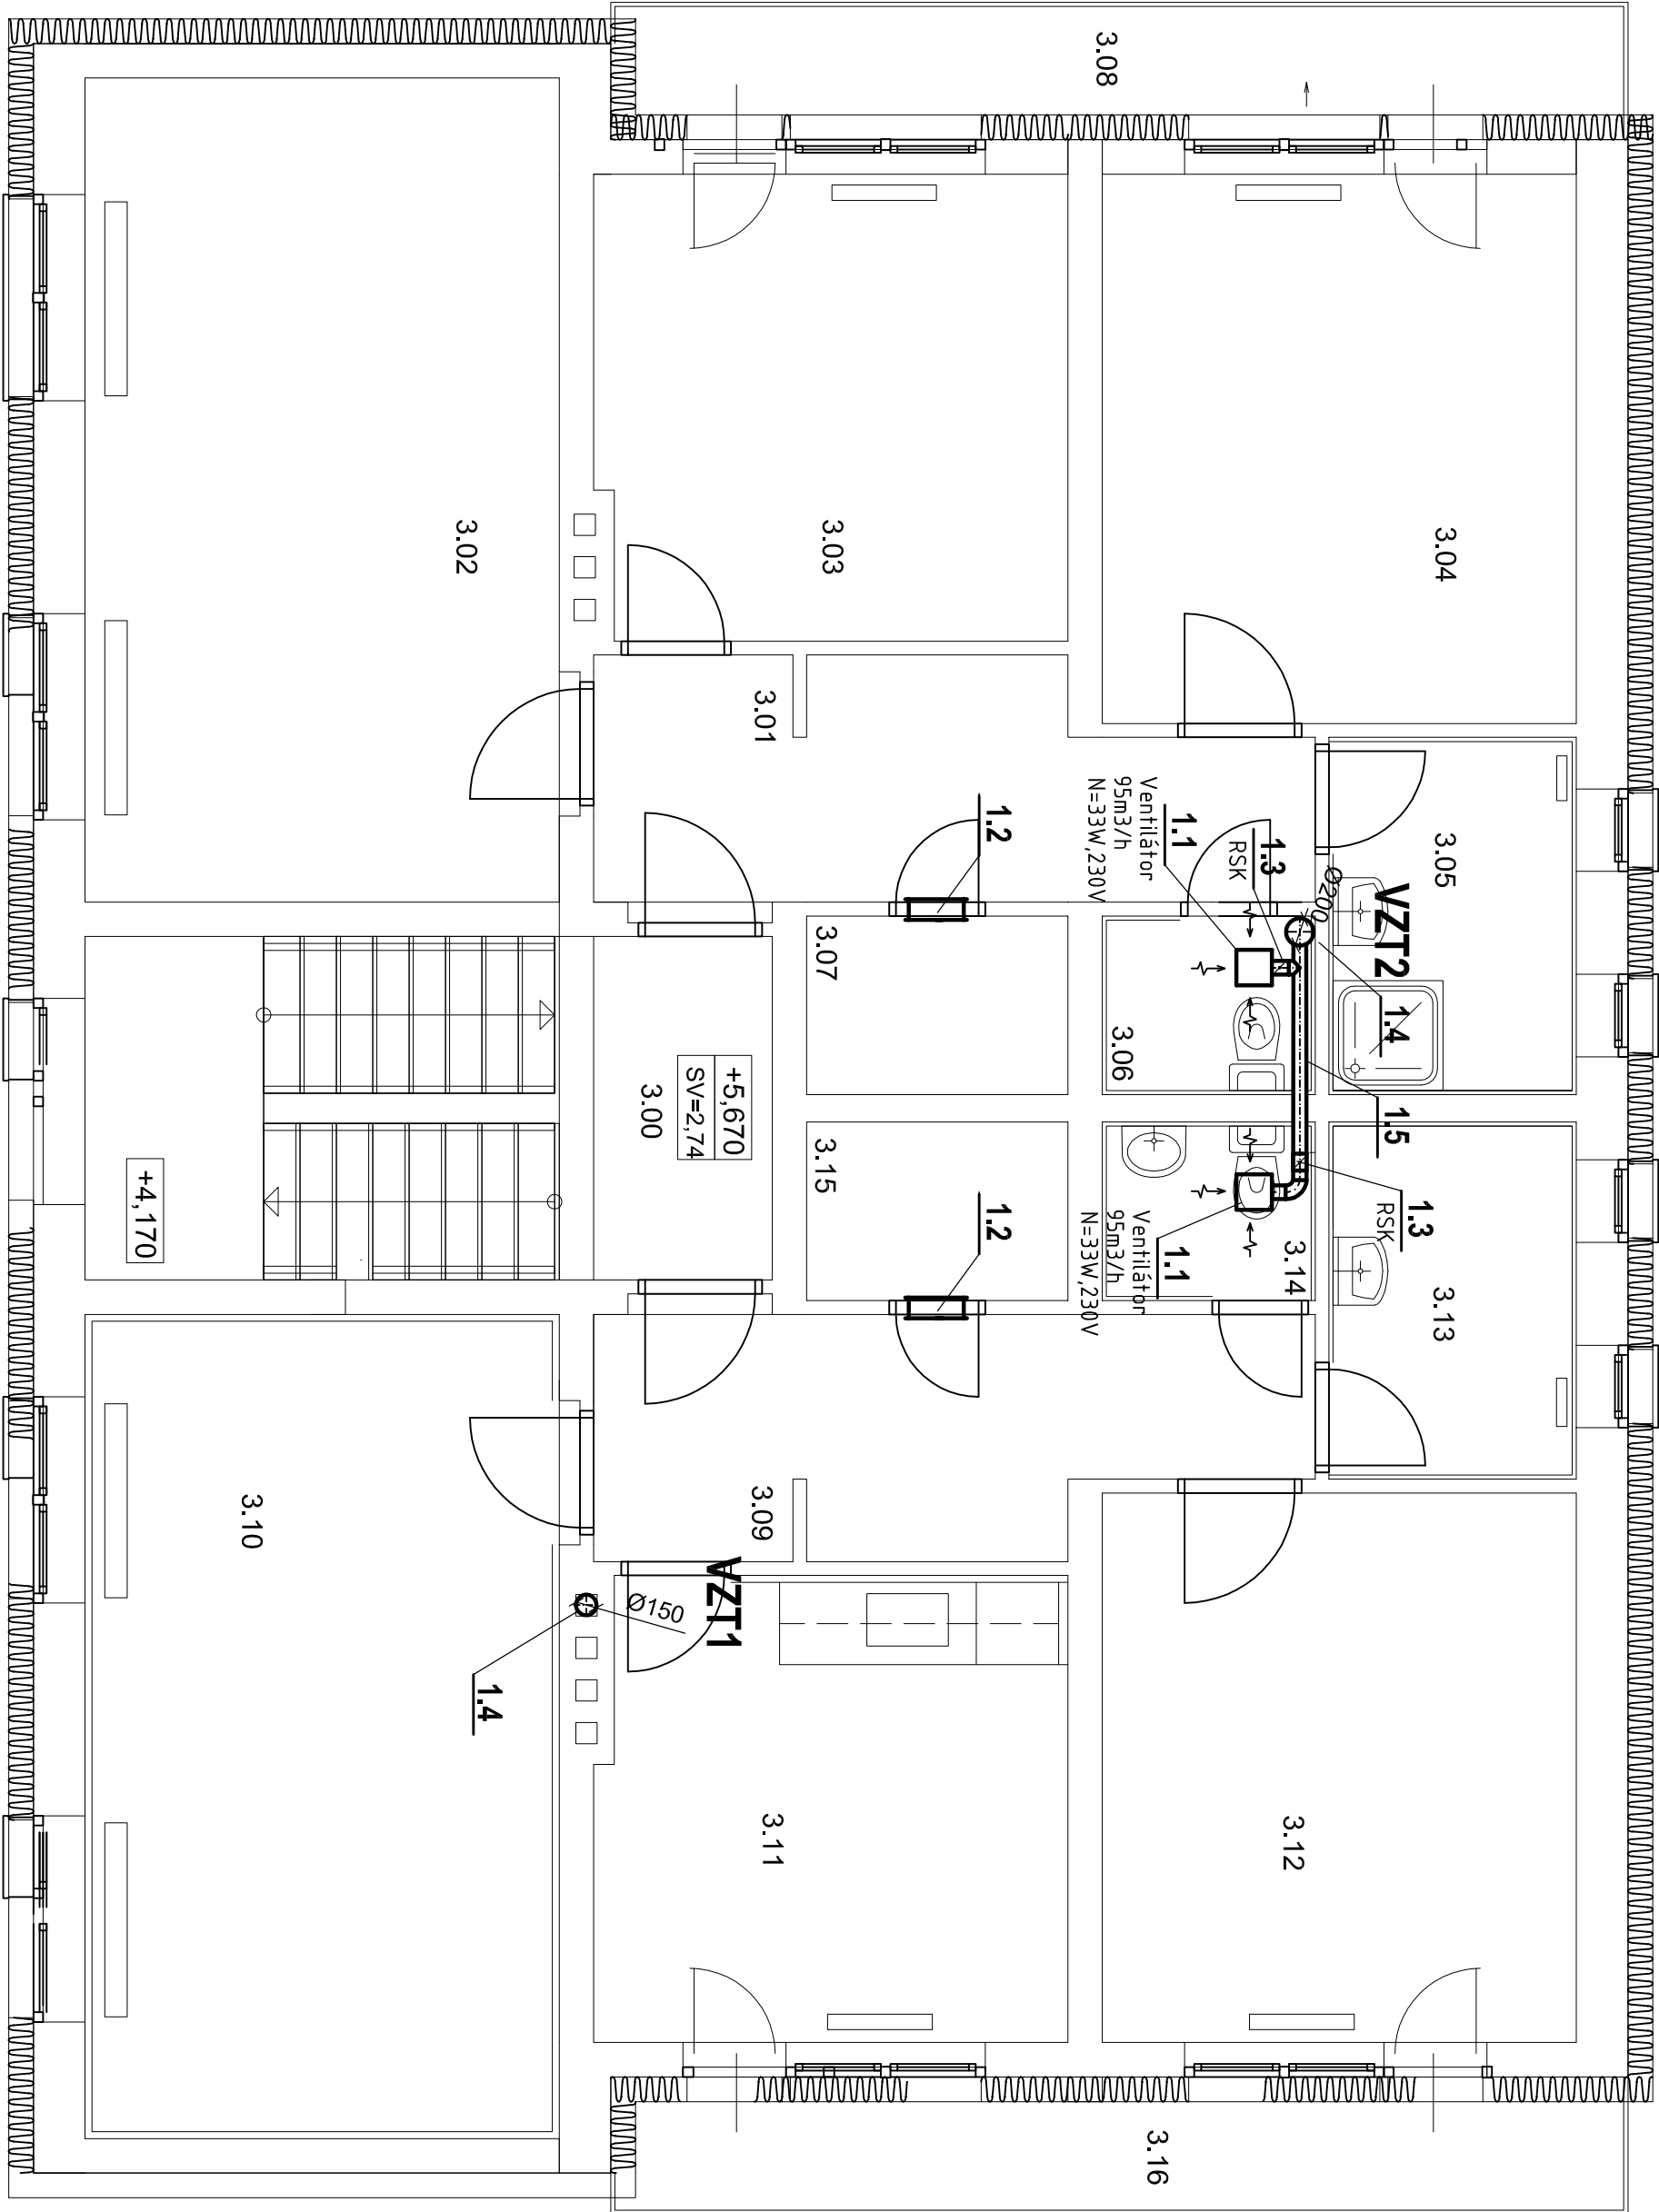 3.08
3.02
3.03
3.04
3.01
1.2
Ventilátor
95m3/h
N=33W,230V
1.1
1.3
RSK
Ø200
3.05
VZT2
1.4
3.07
3.06
+5,670
SV=2,74
3.00
3.15
1.5
+4,170
1.2
Ventilátor
95m3/h
N=33W,230V
1.1
3.14
1.3
RSK
3.13
3.10
3.09
VZT1
Ø150
1.4
3.11
3.12
3.16